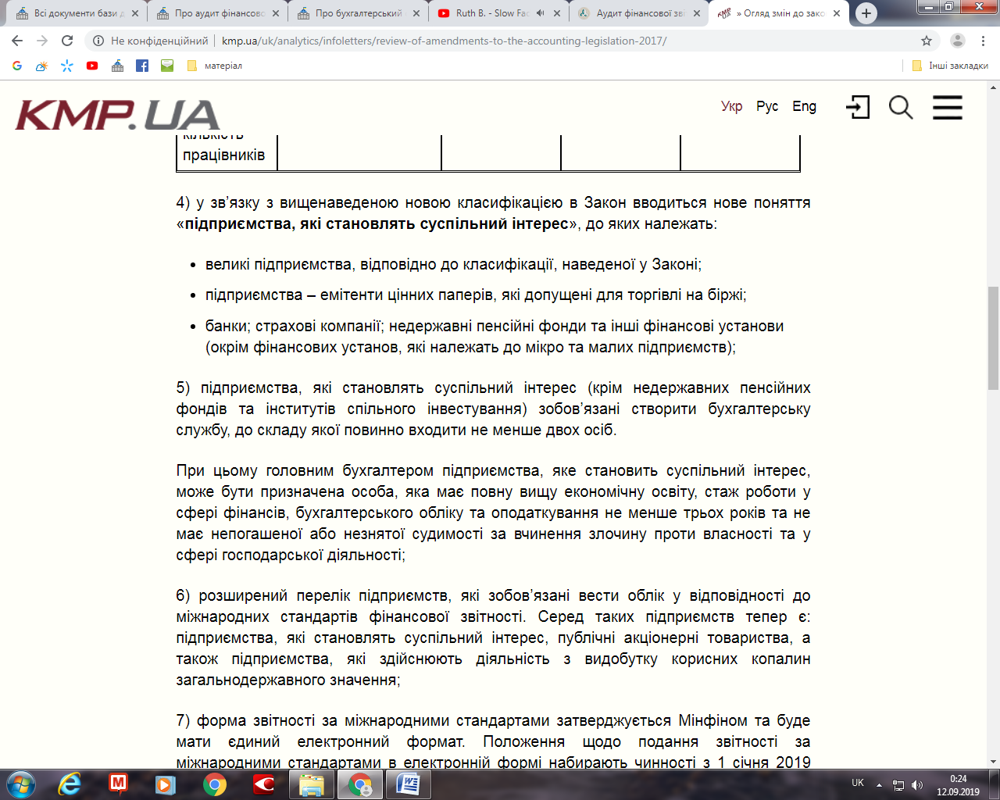 Всі документи бази д
Про аудит фінансово
Про бухгалтерський
Ruth B. - Slow Fac
Аудит фінансової зві
» Огляд змін до зако
Не конфіденційний
kmp.ua/uk/analytics/infoletters/review-of-amendments-to-the-accounting-legislation-2017/
матеріал
Інші закладки
KMP.UA
Укр Рус Eng
кількість
працівників
4) у зв’язку з вищенаведеною новою класифікацією в Закон вводиться нове поняття
«підприємства, які становлять суспільний інтерес», до яких належать:
• великі підприємства, відповідно до класифікації, наведеної у Законі;
• підприємства – емітенти цінних паперів, які допущені для торгівлі на біржі;
• банки; страхові компанії; недержавні пенсійні фонди та інші фінансові установи
(окрім фінансових установ, які належать до мікро та малих підприємств);
5) підприємства, які становлять суспільний інтерес (крім недержавних пенсійних
фондів та інститутів спільного інвестування) зобов’язані створити бухгалтерську
службу, до складу якої повинно входити не менше двох осіб.
При цьому головним бухгалтером підприємства, яке становить суспільний інтерес,
може бути призначена особа, яка має повну вищу економічну освіту, стаж роботи у
сфері фінансів, бухгалтерського обліку та оподаткування не менше трьох років та не
має непогашеної або незнятої судимості за вчинення злочину проти власності та у
сфері господарської діяльності;
6) розширений перелік підприємств, які зобов’язані вести облік у відповідності до
міжнародних стандартів фінансової звітності. Серед таких підприємств тепер є:
підприємства, які становлять суспільний інтерес, публічні акціонерні товариства, а
також підприємства, які здійснюють діяльність з видобутку корисних копалин
загальнодержавного значення;
7) форма звітності за міжнародними стандартами затверджується Мінфіном та буде
мати єдиний електронний формат. Положення щодо подання звітності за
міжнародними стандартами в електронній формі набирають чинності з 1 січня 2019
UK
0:24
12.09.2019